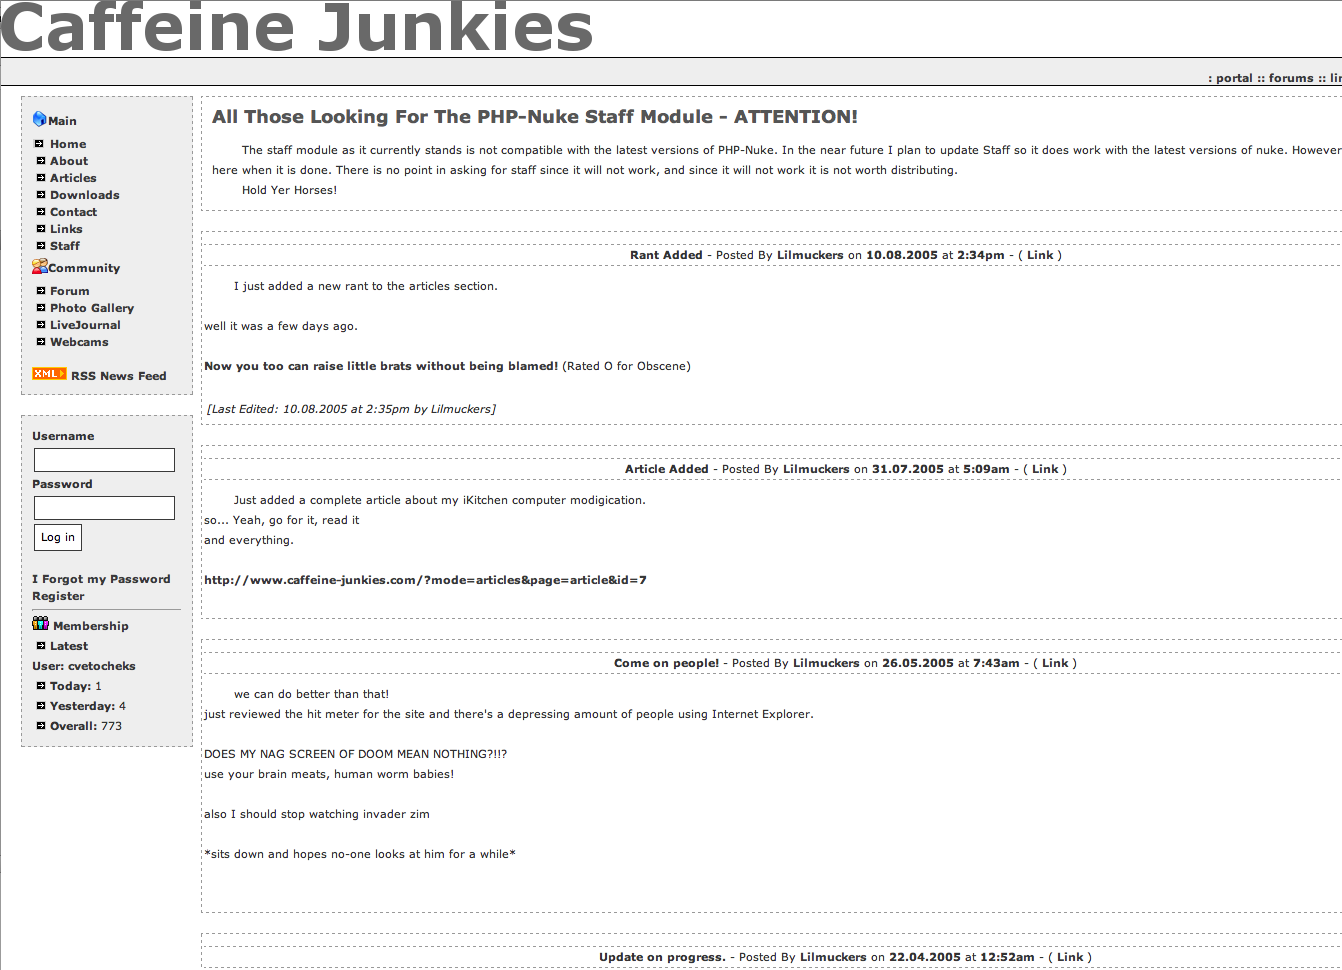 Caffeine Junkies
: portal :: forums ::
Main
Home
About
Articles
Downloads
Contact
Links
Staff
Community
Forum
Photo Gallery
LiveJournal
Webcams
XML RSS News Feed
Username
Password
Log in
I Forgot my Password
Register
Membership
Latest
User: cvetocheks
Today: 1
Yesterday: 4
Overall: 773
All Those Looking For The PHP-Nuke Staff Module - ATTENTION!
The staff module as it currently stands is not compatible with the latest versions of PHP-Nuke. In the near future I plan to update Staff so it does work with the latest versions of nuke. However
here when it is done. There is no point in asking for staff since it will not work, and since it will not work it is not worth distributing.
Hold Yer Horses!
Rant Added - Posted By Lilmuckers on 10.08.2005 at 2:34pm - ( Link )
I just added a new rant to the articles section.
well it was a few days ago.
Now you too can raise little brats without being blamed! (Rated O for Obscene)
[Last Edited: 10.08.2005 at 2:35pm by Lilmuckers]
Article Added - Posted By Lilmuckers on 31.07.2005 at 5:09am - ( Link )
Just added a complete article about my iKitchen computer modigication.
so... Yeah, go for it, read it
and everything.
http://www.caffeine-junkies.com/?mode=articles&page=article&id=7
Come on people! - Posted By Lilmuckers on 26.05.2005 at 7:43am - ( Link )
we can do better than that!
just reviewed the hit meter for the site and there's a depressing amount of people using Internet Explorer.
DOES MY NAG SCREEN OF DOOM MEAN NOTHING?!!?
use your brain meats, human worm babies!
also I should stop watching invader zim
*sits down and hopes no-one looks at him for a while*
Update on progress. - Posted By Lilmuckers on 22.04.2005 at 12:52am - ( Link )